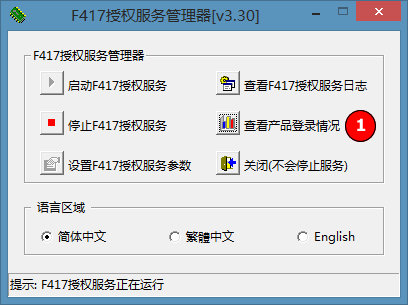 F417授权服务管理器[v3.30]
F417授权服务管理器
启动F417授权服务 查看F417授权服务日志
停止F417授权服务 查看产品登录情况 1
设置F417授权服务参数 关闭(不会停止服务)
语言区域
简体中文 繁體中文 English
提示: F417授权服务正在运行